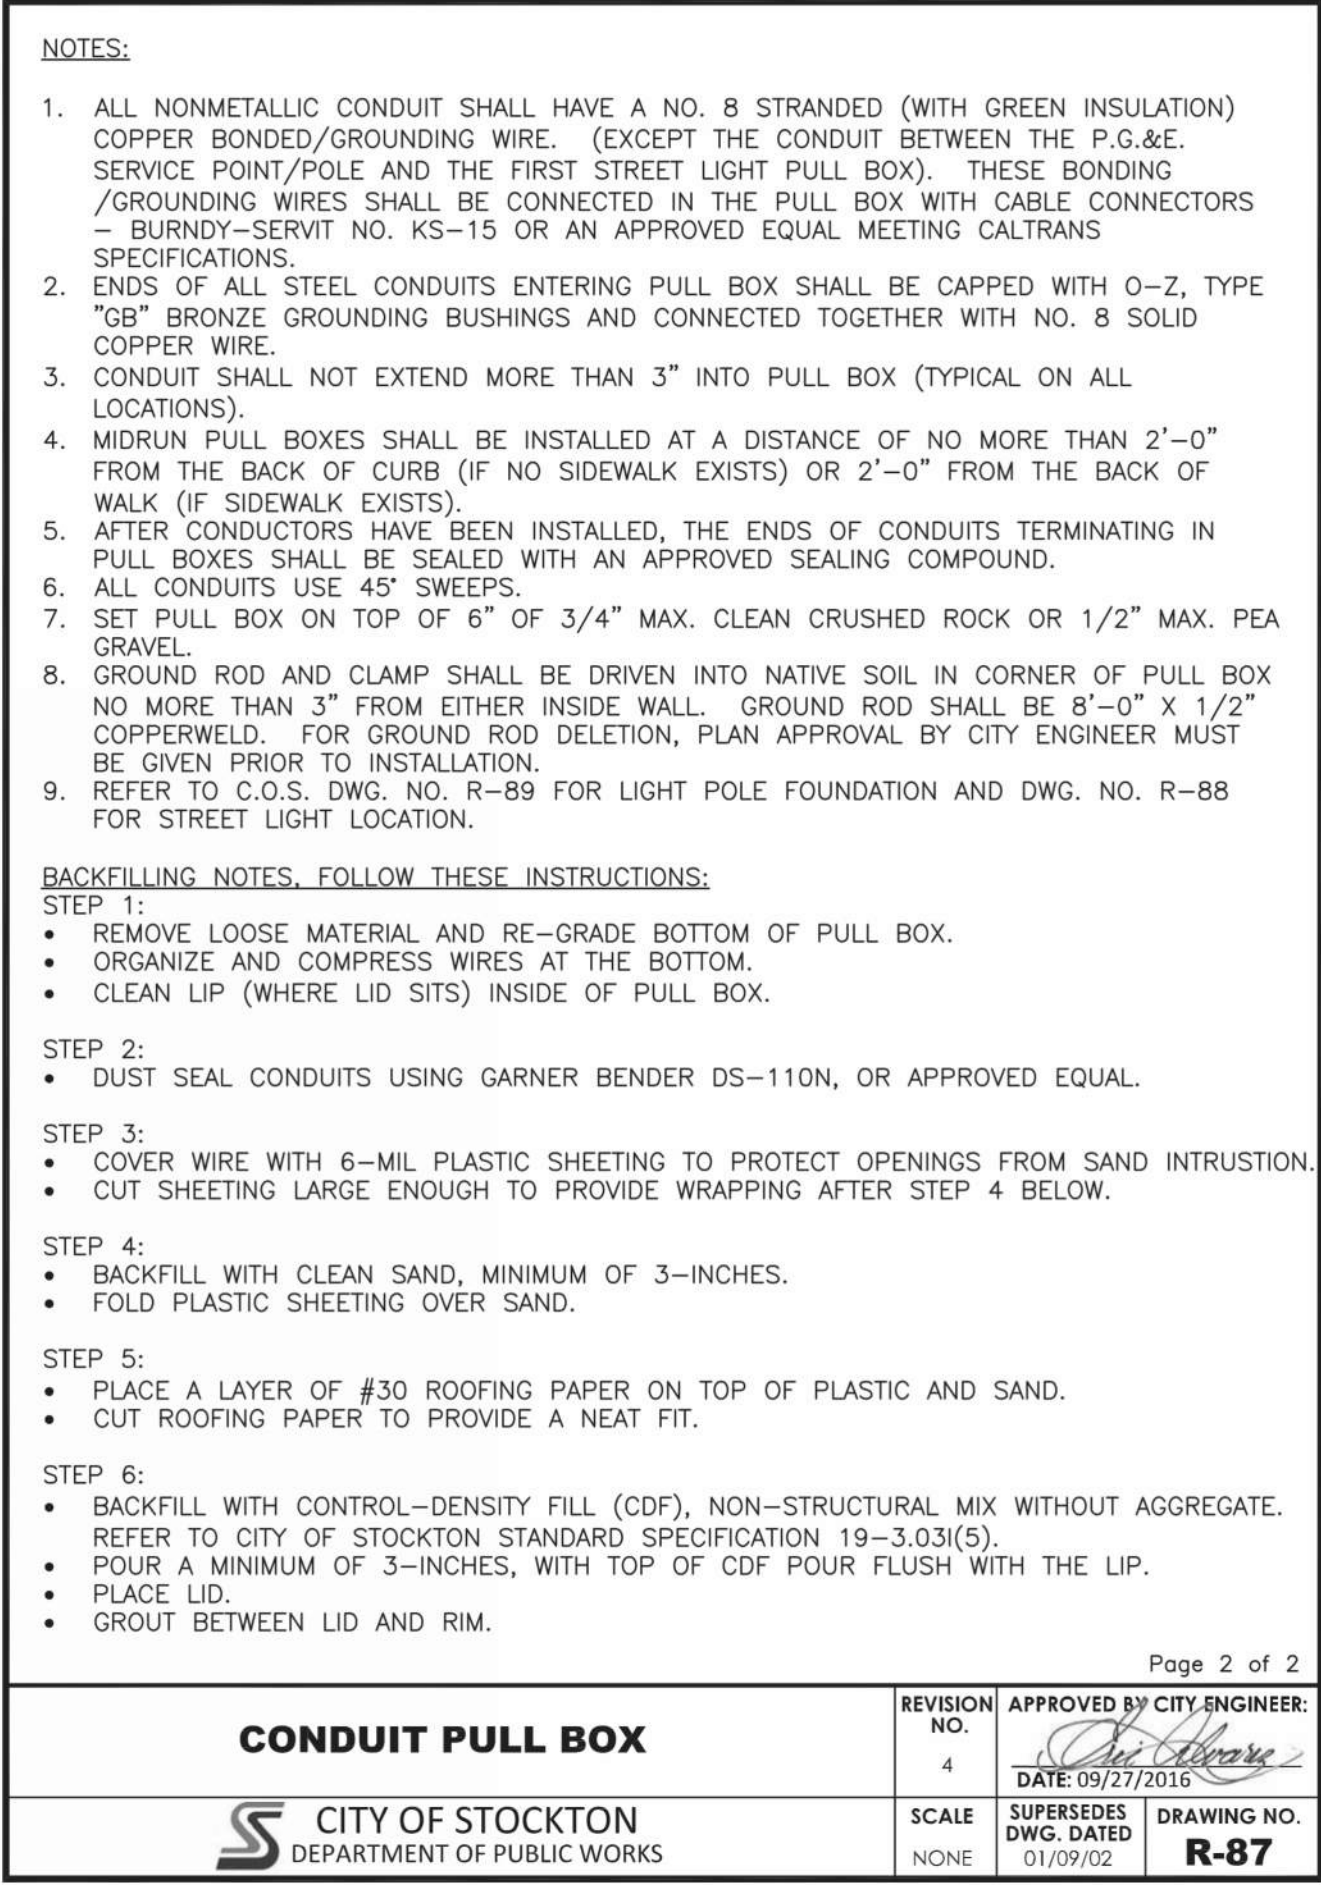 NOTES:
1. ALL NONMETALLIC CONDUIT SHALL HAVE A NO. 8 STRANDED (WITH GREEN INSULATION)
COPPER BONDED/GROUNDING WIRE. (EXCEPT THE CONDUIT BETWEEN THE P.G.&E.
SERVICE POINT/POLE AND THE FIRST STREET LIGHT PULL BOX). THESE BONDING
/GROUNDING WIRES SHALL BE CONNECTED IN THE PULL BOX WITH CABLE CONNECTORS
– BURNDY–SERVIT NO. KS–15 OR AN APPROVED EQUAL MEETING CALTRANS
SPECIFICATIONS.
2. ENDS OF ALL STEEL CONDUITS ENTERING PULL BOX SHALL BE CAPPED WITH O–Z, TYPE
"GB" BRONZE GROUNDING BUSHINGS AND CONNECTED TOGETHER WITH NO. 8 SOLID
COPPER WIRE.
3. CONDUIT SHALL NOT EXTEND MORE THAN 3" INTO PULL BOX (TYPICAL ON ALL
LOCATIONS).
4. MIDRUN PULL BOXES SHALL BE INSTALLED AT A DISTANCE OF NO MORE THAN 2'–0"
FROM THE BACK OF CURB (IF NO SIDEWALK EXISTS) OR 2'–0" FROM THE BACK OF
WALK (IF SIDEWALK EXISTS).
5. AFTER CONDUCTORS HAVE BEEN INSTALLED, THE ENDS OF CONDUITS TERMINATING IN
PULL BOXES SHALL BE SEALED WITH AN APPROVED SEALING COMPOUND.
6. ALL CONDUITS USE 45° SWEEPS.
7. SET PULL BOX ON TOP OF 6" OF 3/4" MAX. CLEAN CRUSHED ROCK OR 1/2" MAX. PEA
GRAVEL.
8. GROUND ROD AND CLAMP SHALL BE DRIVEN INTO NATIVE SOIL IN CORNER OF PULL BOX
NO MORE THAN 3" FROM EITHER INSIDE WALL. GROUND ROD SHALL BE 8'–0" X 1/2"
COPPERWELD. FOR GROUND ROD DELETION, PLAN APPROVAL BY CITY ENGINEER MUST
BE GIVEN PRIOR TO INSTALLATION.
9. REFER TO C.O.S. DWG. NO. R–89 FOR LIGHT POLE FOUNDATION AND DWG. NO. R–88
FOR STREET LIGHT LOCATION.
BACKFILLING NOTES, FOLLOW THESE INSTRUCTIONS:
STEP 1:
• REMOVE LOOSE MATERIAL AND RE–GRADE BOTTOM OF PULL BOX.
• ORGANIZE AND COMPRESS WIRES AT THE BOTTOM.
• CLEAN LIP (WHERE LID SITS) INSIDE OF PULL BOX.
STEP 2:
• DUST SEAL CONDUITS USING GARNER BENDER DS–110N, OR APPROVED EQUAL.
STEP 3:
• COVER WIRE WITH 6–MIL PLASTIC SHEETING TO PROTECT OPENINGS FROM SAND INTRUSTION.
• CUT SHEETING LARGE ENOUGH TO PROVIDE WRAPPING AFTER STEP 4 BELOW.
STEP 4:
• BACKFILL WITH CLEAN SAND, MINIMUM OF 3–INCHES.
• FOLD PLASTIC SHEETING OVER SAND.
STEP 5:
• PLACE A LAYER OF #30 ROOFING PAPER ON TOP OF PLASTIC AND SAND.
• CUT ROOFING PAPER TO PROVIDE A NEAT FIT.
STEP 6:
• BACKFILL WITH CONTROL–DENSITY FILL (CDF), NON–STRUCTURAL MIX WITHOUT AGGREGATE.
REFER TO CITY OF STOCKTON STANDARD SPECIFICATION 19–3.03I(5).
• POUR A MINIMUM OF 3–INCHES, WITH TOP OF CDF POUR FLUSH WITH THE LIP.
• PLACE LID.
• GROUT BETWEEN LID AND RIM.
Page 2 of 2
CONDUIT PULL BOX
REVISION
NO.
4
APPROVED BY CITY ENGINEER:
Eric Alvarez
DATE: 09/27/2016
CITY OF STOCKTON
DEPARTMENT OF PUBLIC WORKS
SCALE
NONE
SUPERSEDES
DWG. DATED
01/09/02
DRAWING NO.
R-87